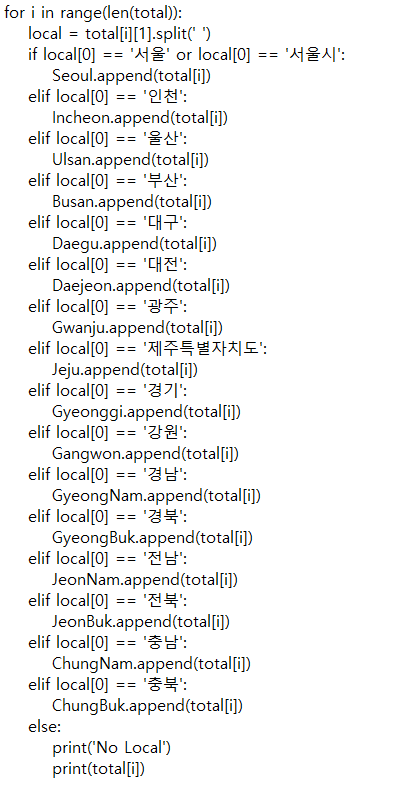 for i in range(len(total)):
    local = total[i][1].split(' ')
    if local[0] == '서울' or local[0] == '서울시':
        Seoul.append(total[i])
    elif local[0] == '인천':
        Incheon.append(total[i])
    elif local[0] == '울산':
        Ulsan.append(total[i])
    elif local[0] == '부산':
        Busan.append(total[i])
    elif local[0] == '대구':
        Daegu.append(total[i])
    elif local[0] == '대전':
        Daejeon.append(total[i])
    elif local[0] == '광주':
        Gwanju.append(total[i])
    elif local[0] == '제주특별자치도':
        Jeju.append(total[i])
    elif local[0] == '경기':
        Gyeonggi.append(total[i])
    elif local[0] == '강원':
        Gangwon.append(total[i])
    elif local[0] == '경남':
        GyeongNam.append(total[i])
    elif local[0] == '경북':
        GyeongBuk.append(total[i])
    elif local[0] == '전남':
        JeonNam.append(total[i])
    elif local[0] == '전북':
        JeonBuk.append(total[i])
    elif local[0] == '충남':
        ChungNam.append(total[i])
    elif local[0] == '충북':
        ChungBuk.append(total[i])
    else:
        print('No Local')
        print(total[i])